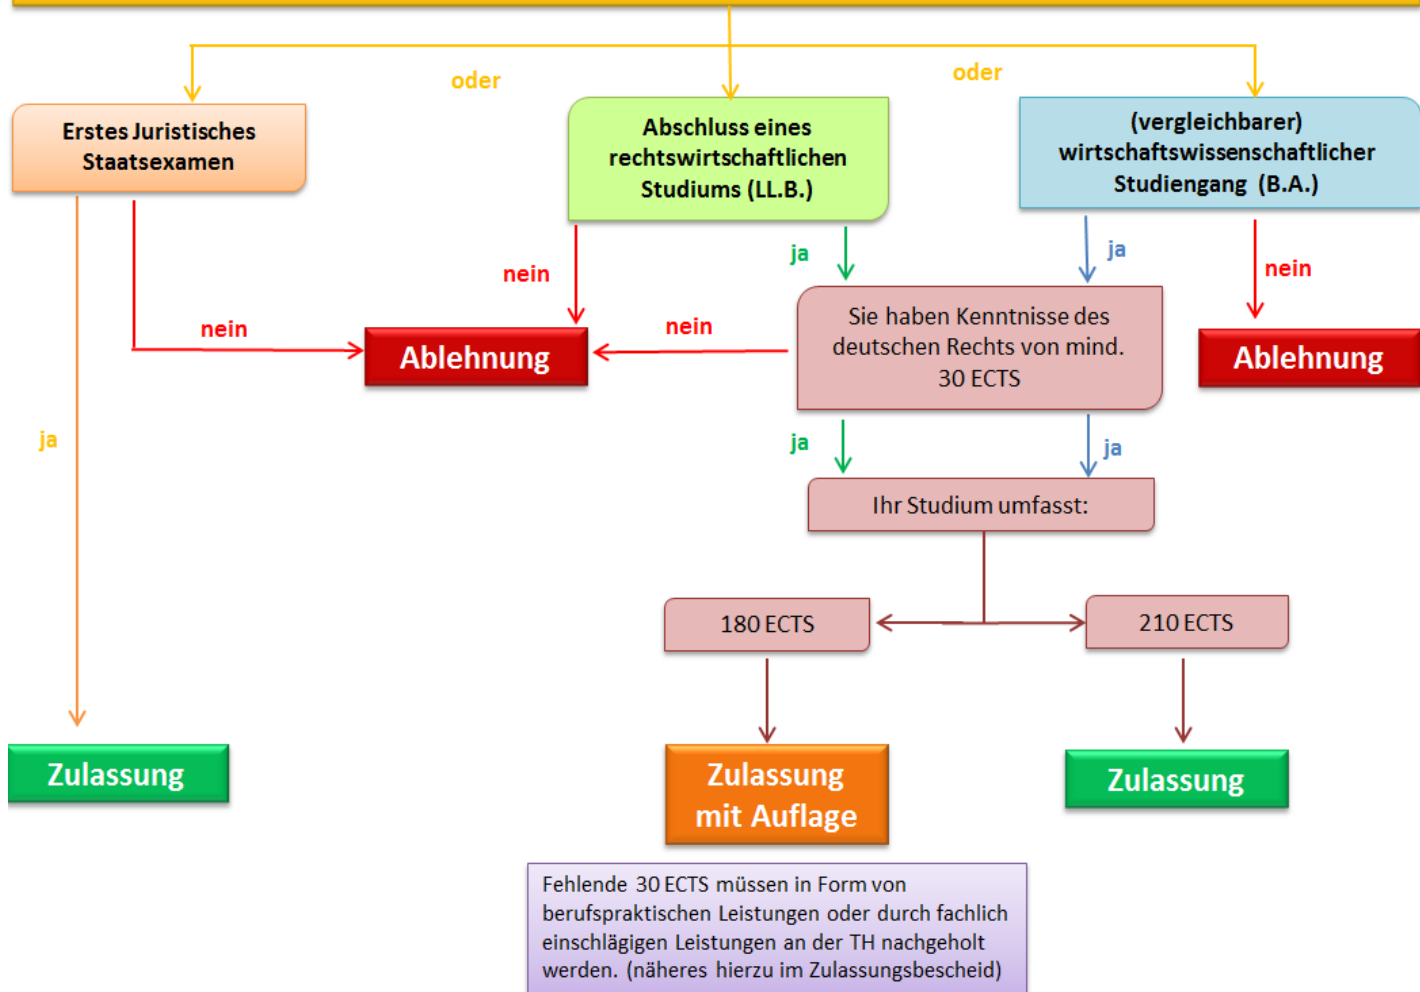 oder
oder
Erstes Juristisches
Staatsexamen
Abschluss eines
rechtswirtschaftlichen
Studiums (LL.B.)
(vergleichbarer)
wirtschaftswissenschaftlicher
Studiengang (B.A.)
ja
ja
nein
nein
nein
nein
Sie haben Kenntnisse des
deutschen Rechts von mind.
30 ECTS
Ablehnung
Ablehnung
ja
ja
ja
Ihr Studium umfasst:
180 ECTS
210 ECTS
Zulassung
Zulassung
mit Auflage
Zulassung
Fehlende 30 ECTS müssen in Form von
berufspraktischen Leistungen oder durch fachlich
einschlägigen Leistungen an der TH nachgeholt
werden. (näheres hierzu im Zulassungsbescheid)